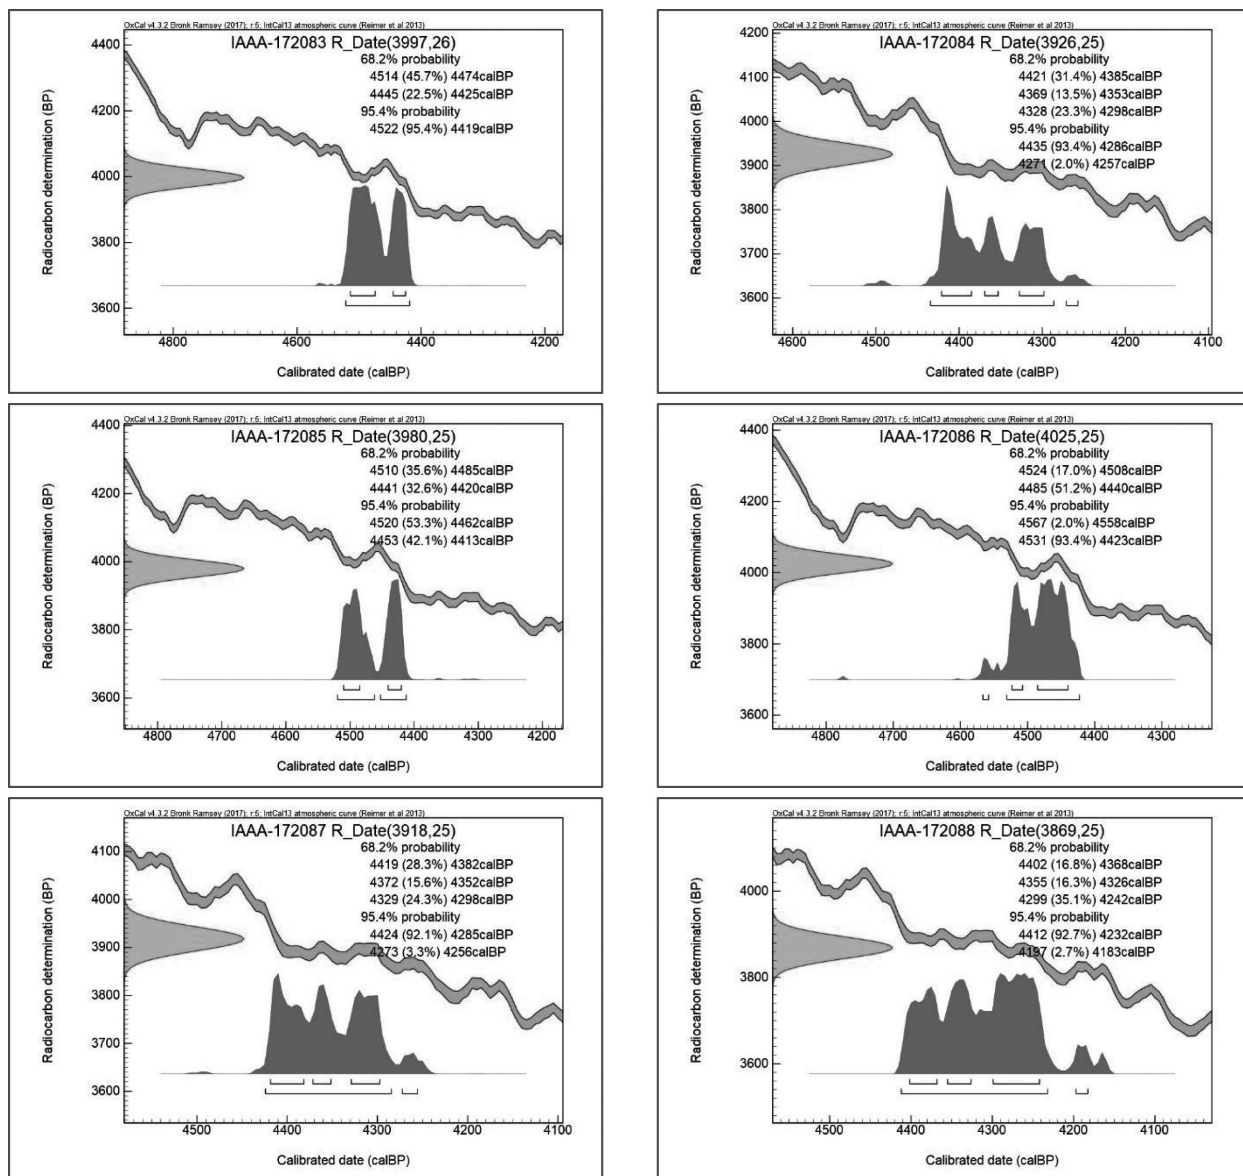 OxCal v4.3.2 Bronk Ramsey (2017); r:5; IntCal13 atmospheric curve (Reimer et al 2013)
IAAA-172083 R_Date(3997,26)
68.2% probability
4514 (45.7%) 4474calBP
4445 (22.5%) 4425calBP
95.4% probability
4522 (95.4%) 4419calBP
Radiocarbon determination (BP)
4400
4200
4000
3800
3600
4800 4600 4400 4200
Calibrated date (calBP)
OxCal v4.3.2 Bronk Ramsey (2017); r:5; IntCal13 atmospheric curve (Reimer et al 2013)
IAAA-172084 R_Date(3926,25)
68.2% probability
4421 (31.4%) 4385calBP
4369 (13.5%) 4353calBP
4328 (23.3%) 4298calBP
95.4% probability
4435 (93.4%) 4286calBP
4271 (2.0%) 4257calBP
Radiocarbon determination (BP)
4200
4100
4000
3900
3800
3700
3600
4600 4500 4400 4300 4200 4100
Calibrated date (calBP)
OxCal v4.3.2 Bronk Ramsey (2017); r:5; IntCal13 atmospheric curve (Reimer et al 2013)
IAAA-172085 R_Date(3980,25)
68.2% probability
4510 (35.6%) 4485calBP
4441 (32.6%) 4420calBP
95.4% probability
4520 (53.3%) 4462calBP
4453 (42.1%) 4413calBP
Radiocarbon determination (BP)
4400
4200
4000
3800
3600
4800 4700 4600 4500 4400 4300 4200
Calibrated date (calBP)
OxCal v4.3.2 Bronk Ramsey (2017); r:5; IntCal13 atmospheric curve (Reimer et al 2013)
IAAA-172086 R_Date(4025,25)
68.2% probability
4524 (17.0%) 4508calBP
4485 (51.2%) 4440calBP
95.4% probability
4567 (2.0%) 4558calBP
4531 (93.4%) 4423calBP
Radiocarbon determination (BP)
4400
4200
4000
3800
3600
4800 4700 4600 4500 4400 4300
Calibrated date (calBP)
OxCal v4.3.2 Bronk Ramsey (2017); r:5; IntCal13 atmospheric curve (Reimer et al 2013)
IAAA-172087 R_Date(3918,25)
68.2% probability
4419 (28.3%) 4382calBP
4372 (15.6%) 4352calBP
4329 (24.3%) 4298calBP
95.4% probability
4424 (92.1%) 4285calBP
4273 (3.3%) 4256calBP
Radiocarbon determination (BP)
4100
4000
3900
3800
3700
3600
4500 4400 4300 4200 4100
Calibrated date (calBP)
OxCal v4.3.2 Bronk Ramsey (2017); r:5; IntCal13 atmospheric curve (Reimer et al 2013)
IAAA-172088 R_Date(3869,25)
68.2% probability
4402 (16.8%) 4368calBP
4355 (16.3%) 4326calBP
4299 (35.1%) 4242calBP
95.4% probability
4412 (92.7%) 4232calBP
4197 (2.7%) 4183calBP
Radiocarbon determination (BP)
4000
3800
3600
4500 4400 4300 4200 4100
Calibrated date (calBP)